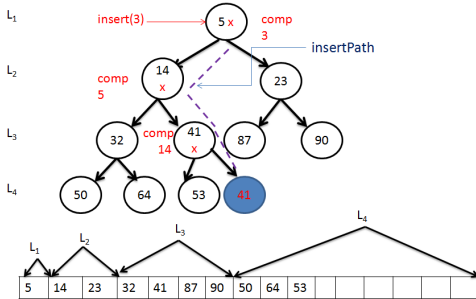 L1
insert(3)
5 x
comp
3
insertPath
L2
comp
5
14
x
23
L3
32
comp
14
41
x
87
90
L4
50
64
53
41
L1
L2
L3
L4
5 14 23 32 41 87 90 50 64 53